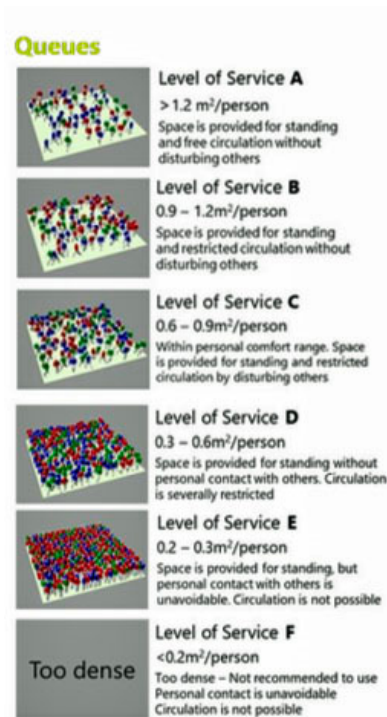 Queues
Level of Service A
> 1.2 m²/person
Space is provided for standing
and free circulation without
disturbing others
Level of Service B
0.9 – 1.2m²/person
Space is provided for standing
and restricted circulation without
disturbing others
Level of Service C
0.6 – 0.9m²/person
Within personal comfort range. Space
is provided for standing and restricted
circulation by disturbing others
Level of Service D
0.3 – 0.6m²/person
Space is provided for standing without
personal contact with others. Circulation
is severally restricted
Level of Service E
0.2 – 0.3m²/person
Space is provided for standing, but
personal contact with others is
unavoidable. Circulation is not possible
Too dense
Level of Service F
<0.2m²/person
Too dense – Not recommended to use
Personal contact is unavoidable
Circulation is not possible